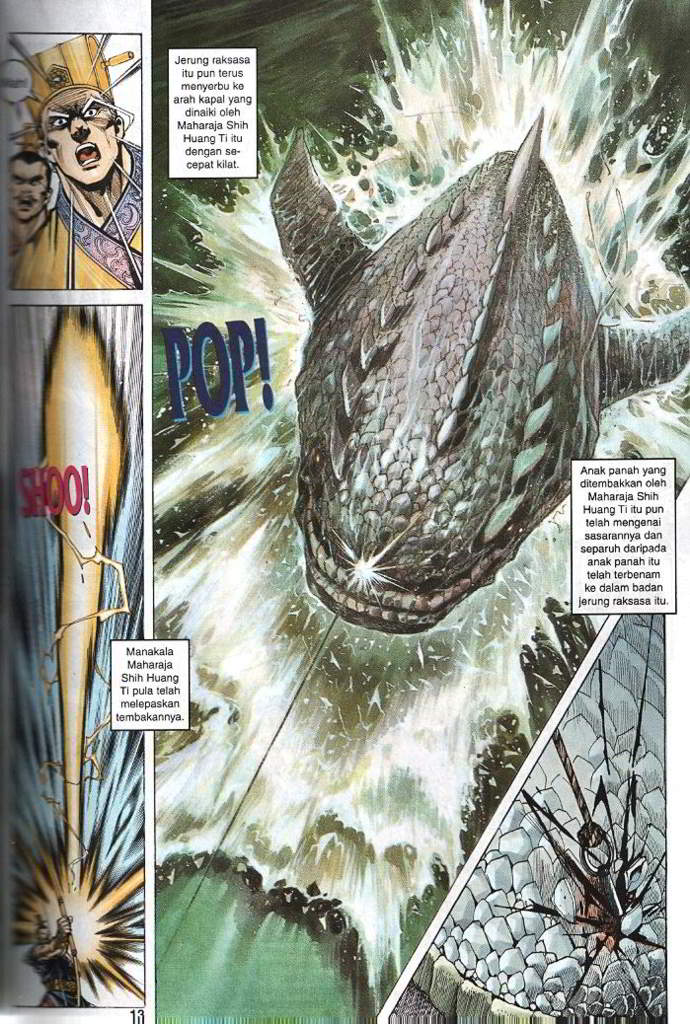 Jerung raksasa
itu pun terus
menyerbu ke
arah kapal yang
dinaiki oleh
Maharaja Shih
Huang Ti itu
dengan se-
cepat kilat.
POP!
SHOO!
Manakala
Maharaja
Shih Huang
Ti pula telah
melepaskan
tembakannya.
Anak panah yang
ditembakkan oleh
Maharaja Shih
Huang Ti itu pun
telah mengenai
sasarannya dan
separuh daripada
anak panah itu
telah terbenam
ke dalam badan
jerung raksasa itu.
13